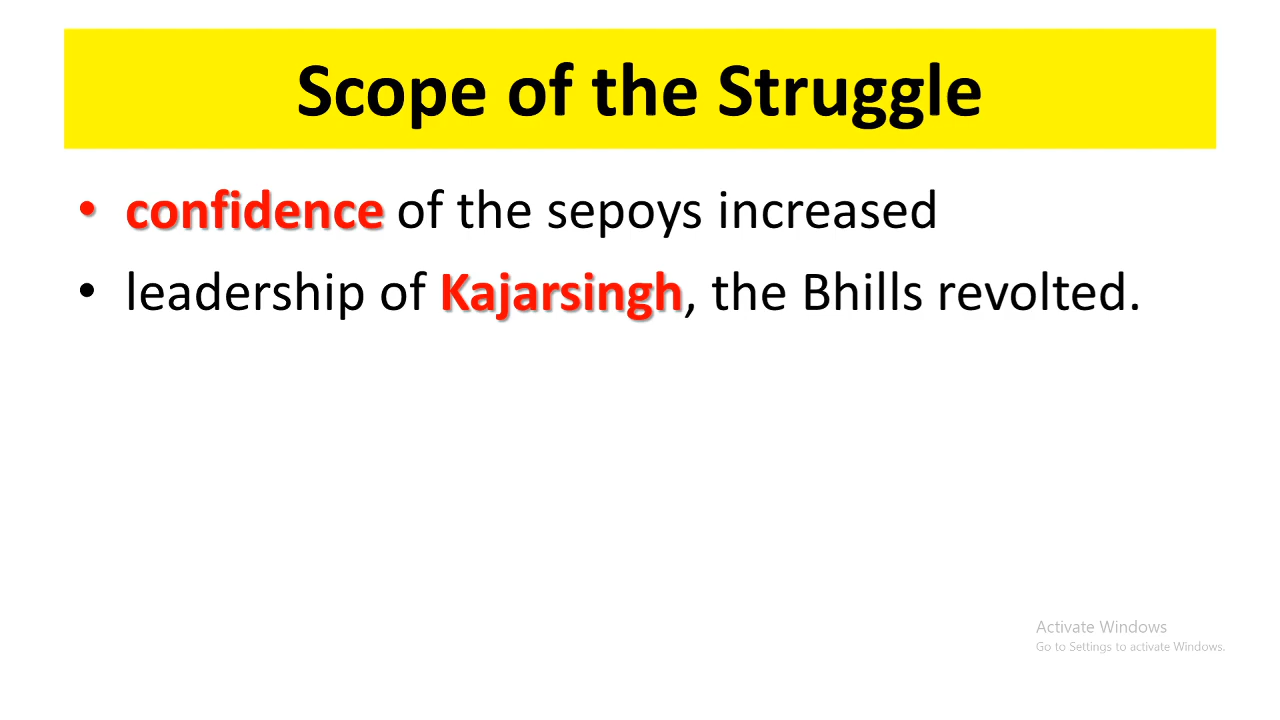 Scope of the Struggle
• confidence of the sepoys increased
• leadership of Kajarsingh, the Bhills revolted.
Activate Windows
Go to Settings to activate Windows.